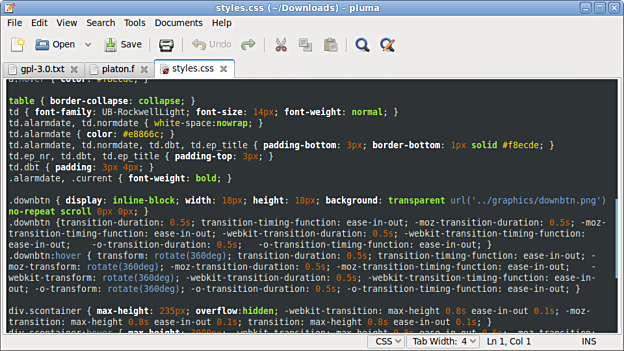 styles.css (~/Downloads) - pluma
File Edit View Search Tools Documents Help
Open Save Undo
gpl-3.0.txt platon.f styles.css
a:hover { color: #f8ecde; }
table { border-collapse: collapse; }
td { font-family: UB-RockwellLight; font-size: 14px; font-weight: normal; }
td.alarmdate, td.normdate { white-space:nowrap; }
td.alarmdate { color: #e8866c; }
td.alarmdate, td.normdate, td.dbt, td.ep_title { padding-bottom: 3px; border-bottom: 1px solid #f8ecde; }
td.ep_nr, td.dbt, td.ep_title { padding-top: 3px; }
td.dbt { padding: 3px 4px; }
.alarmdate, .current { font-weight: bold; }
.downbtn { display: inline-block; width: 18px; height: 18px; background: transparent url('../graphics/downbtn.png')
no-repeat scroll 0px 0px; }
.downbtn {transition-duration: 0.5s; transition-timing-function: ease-in-out; -moz-transition-duration: 0.5s; -moz-
transition-timing-function: ease-in-out; -webkit-transition-duration: 0.5s; -webkit-transition-timing-function:
ease-in-out; -o-transition-duration: 0.5s; -o-transition-timing-function: ease-in-out; }
.downbtn:hover { transform: rotate(360deg); transition-duration: 0.5s; transition-timing-function: ease-in-out; -
moz-transform: rotate(360deg); -moz-transition-duration: 0.5s; -moz-transition-timing-function: ease-in-out; -
webkit-transform: rotate(360deg); -webkit-transition-duration: 0.5s; -webkit-transition-timing-function: ease-in-
out; -o-transform: rotate(360deg); -o-transition-duration: 0.5s; -o-transition-timing-function: ease-in-out; }
div.scontainer { max-height: 235px; overflow:hidden; -webkit-transition: max-height 0.8s ease-in-out 0.1s; -moz-
transition: max-height 0.8s ease-in-out 0.1s; transition: max-height 0.8s ease-in-out 0.1s; }
CSS Tab Width: 4 Ln 1, Col 1 INS